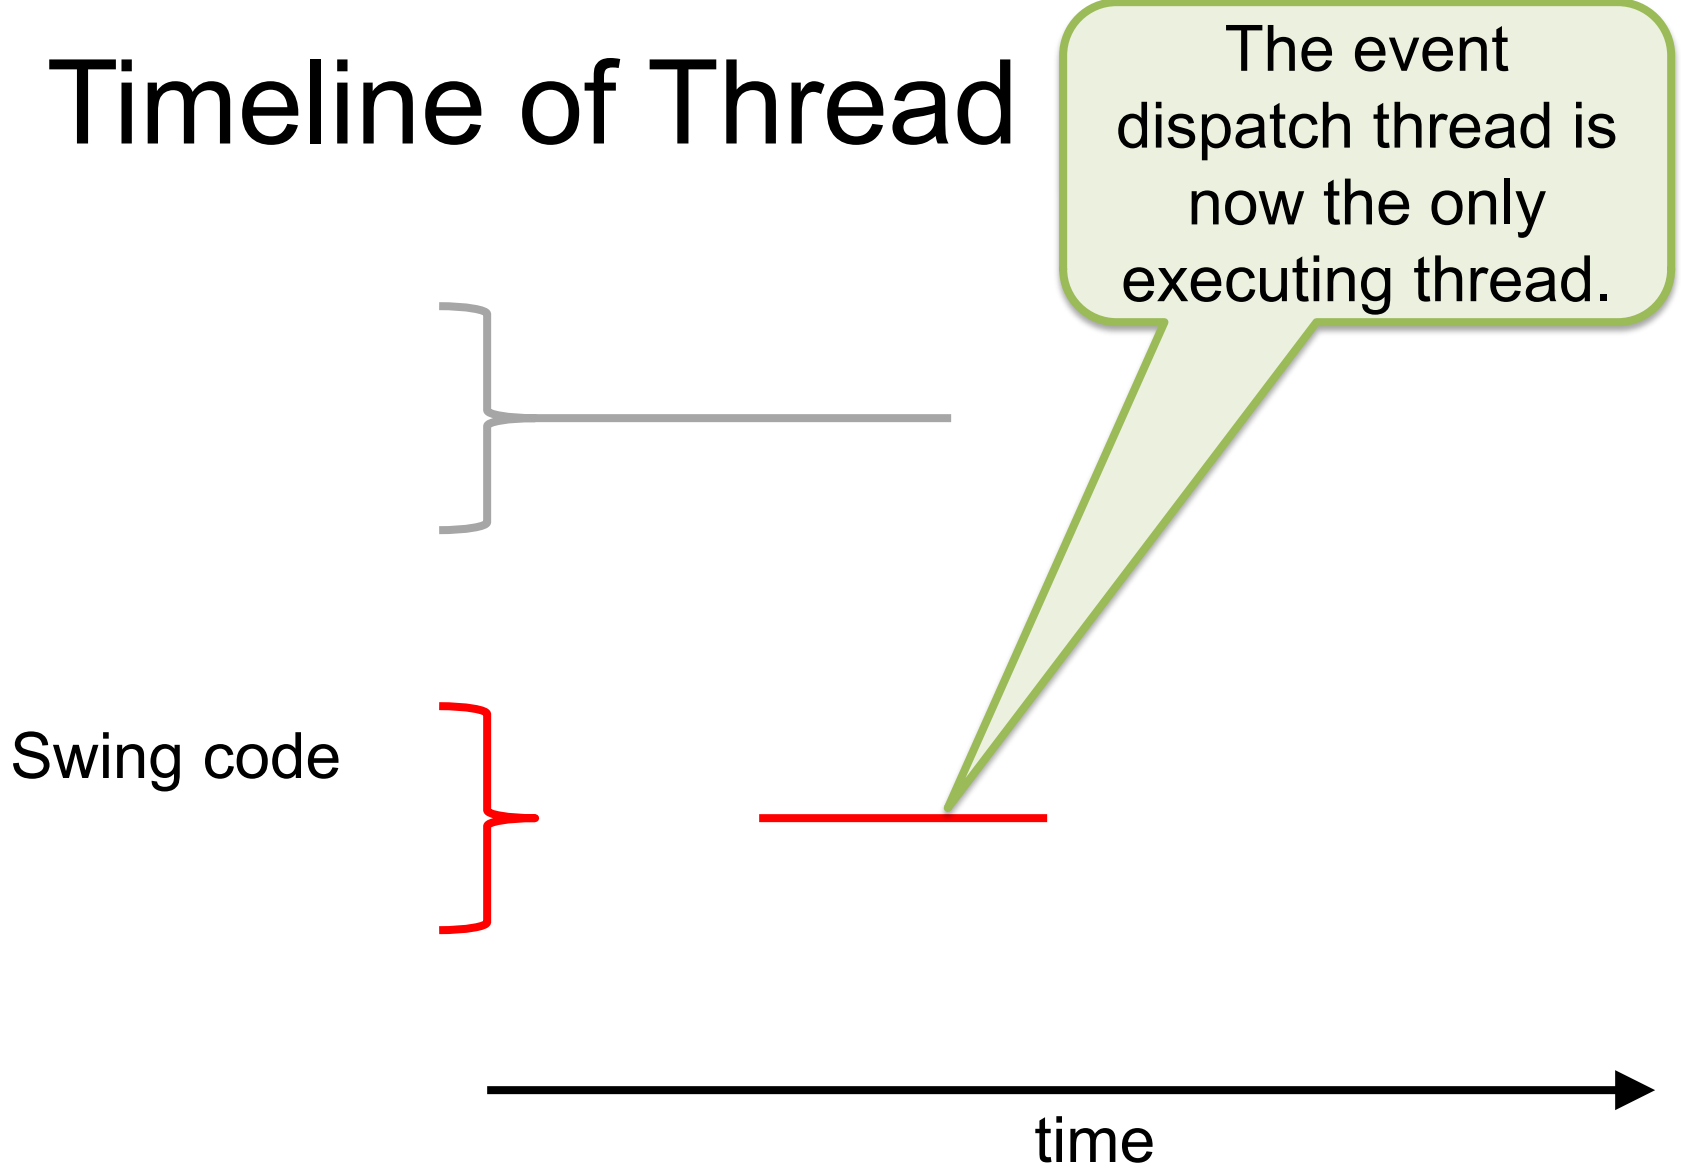 Timeline of Thread
The event
dispatch thread is
now the only
executing thread.
Swing code
time